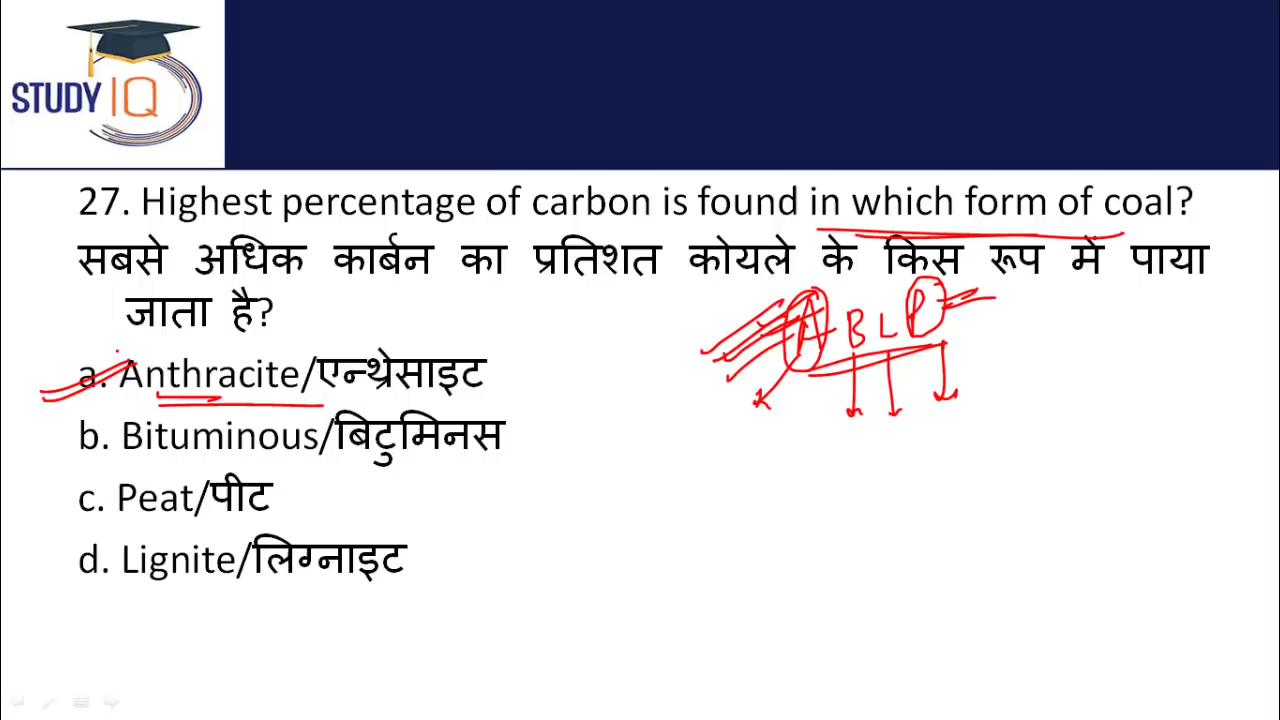 STUDY IQ
27. Highest percentage of carbon is found in which form of coal?
सबसे अधिक कार्बन का प्रतिशत कोयले के किस रूप में पाया
जाता है?
A B L P
a. Anthracite/एन्थ्रेसाइट
b. Bituminous/बिटुमिनस
c. Peat/पीट
d. Lignite/लिग्नाइट